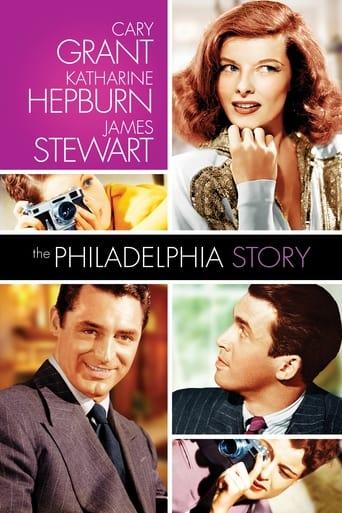 CARY
GRANT
KATHARINE
HEPBURN
JAMES
STEWART
the PHILADELPHIA STORY